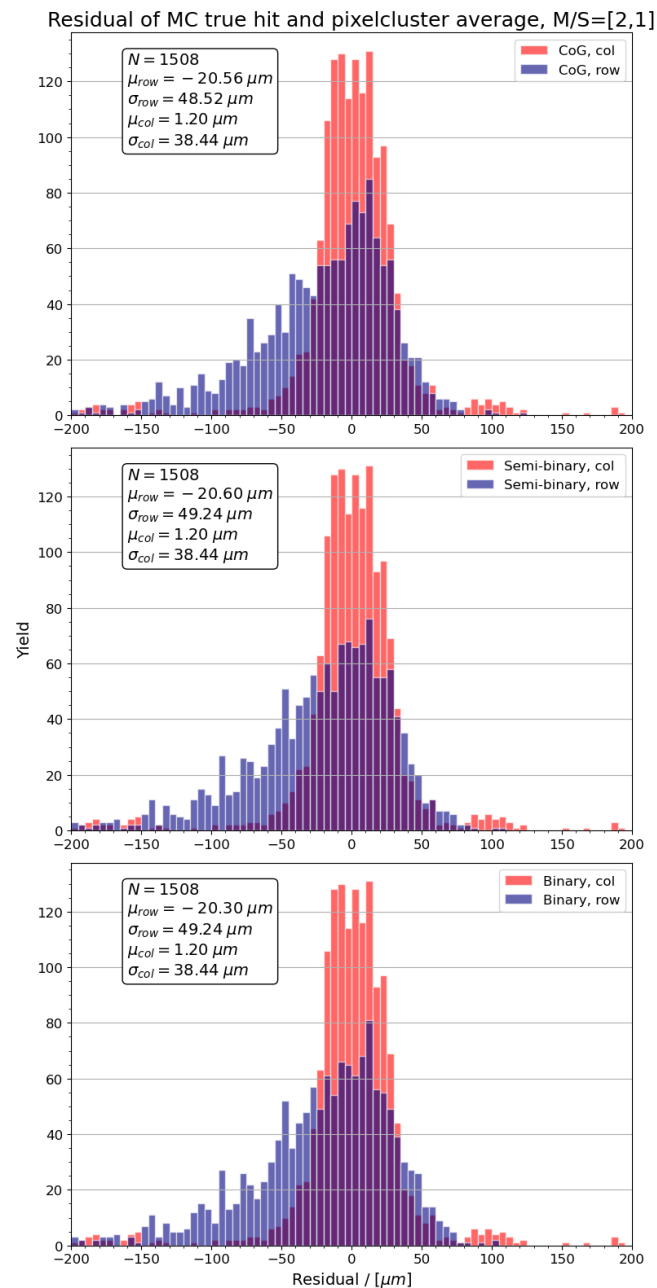 Residual of MC true hit and pixelcluster average, M/S=[2,1]
N = 1508
μrow = − 20.56 μm
σrow = 48.52 μm
μcol = 1.20 μm
σcol = 38.44 μm
CoG, col
CoG, row
120
100
80
60
40
20
0
−200 −150 −100 −50 0 50 100 150 200
N = 1508
μrow = − 20.60 μm
σrow = 49.24 μm
μcol = 1.20 μm
σcol = 38.44 μm
Semi-binary, col
Semi-binary, row
120
100
80
60
40
20
0
Yield
−200 −150 −100 −50 0 50 100 150 200
N = 1508
μrow = − 20.30 μm
σrow = 49.24 μm
μcol = 1.20 μm
σcol = 38.44 μm
Binary, col
Binary, row
120
100
80
60
40
20
0
−200 −150 −100 −50 0 50 100 150 200
Residual / [μm]